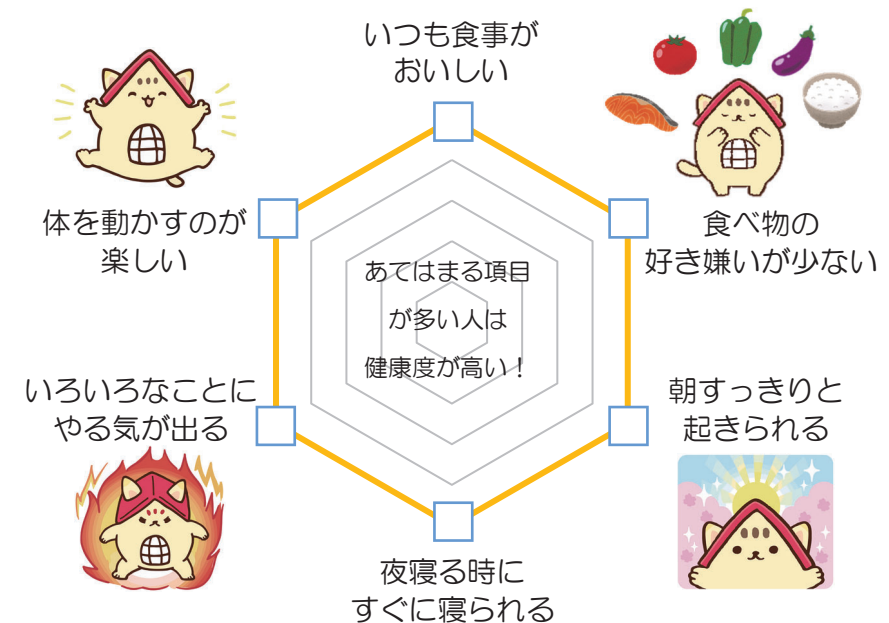 いつも食事が
おいしい
食べ物の
好き嫌いが少ない
朝すっきりと
起きられる
夜寝る時に
すぐに寝られる
いろいろなことに
やる気が出る
体を動かすのが
楽しい
あてはまる項目
が多い人は
健康度が高い！